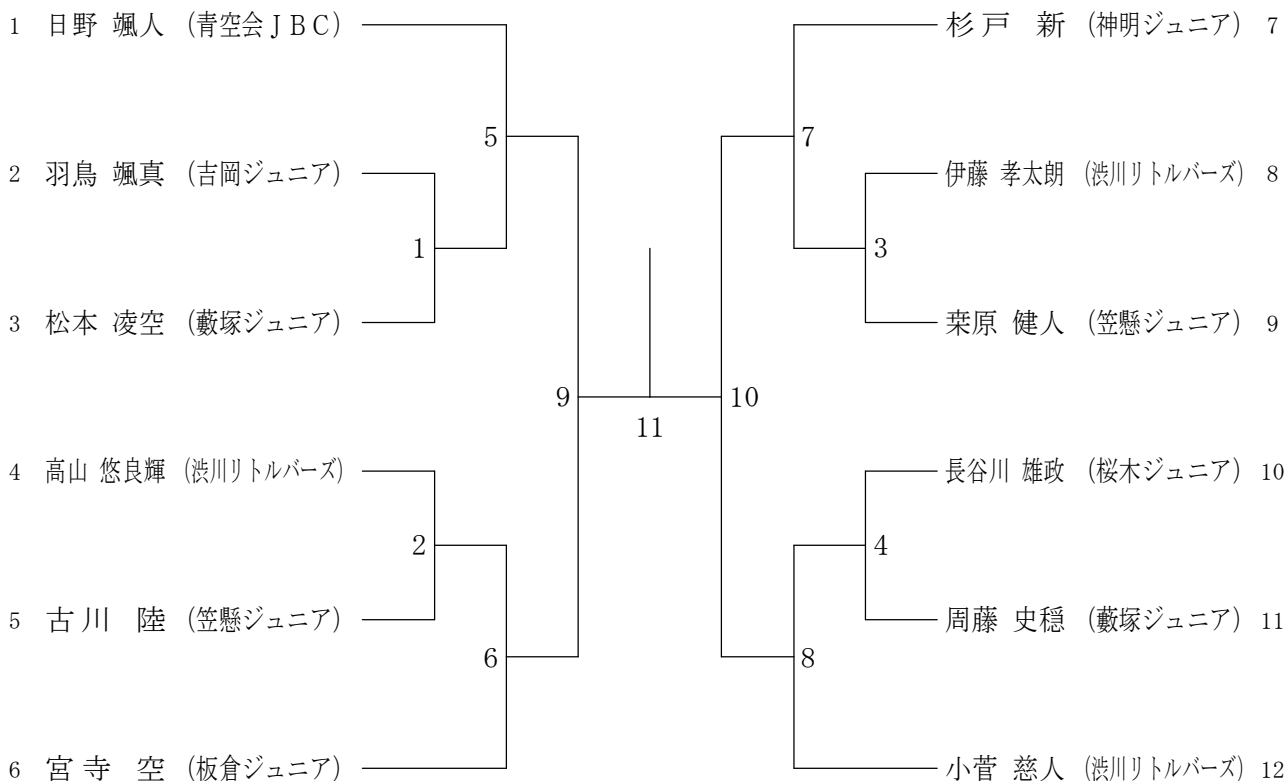 1 日野 颯人 (青空会ＪＢＣ)
5
2 羽鳥 颯真 (吉岡ジュニア)
1
3 松本 凌空 (藪塚ジュニア)
9
4 高山 悠良輝 (渋川リトルバーズ)
2
5 古川 陸 (笠懸ジュニア)
6
6 宮寺 空 (板倉ジュニア)
11
杉戸 新 (神明ジュニア) 7
7
伊藤 孝太朗 (渋川リトルバーズ) 8
3
桒原 健人 (笠懸ジュニア) 9
10
長谷川 雄政 (桜木ジュニア) 10
4
周藤 史穏 (藪塚ジュニア) 11
8
小菅 慈人 (渋川リトルバーズ) 12